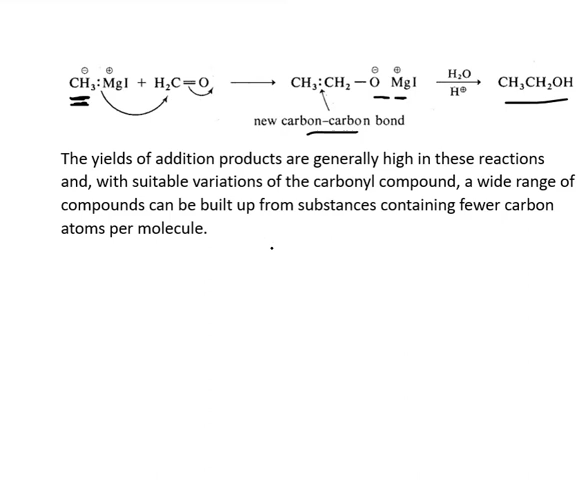 ⊖ ⊕ ⊖ ⊕
CH₃:MgI + H₂C=O ⟶ CH₃:CH₂—O MgI H₂O/H⊕ ⟶ CH₃CH₂OH
new carbon–carbon bond
The yields of addition products are generally high in these reactions
and, with suitable variations of the carbonyl compound, a wide range of
compounds can be built up from substances containing fewer carbon
atoms per molecule.